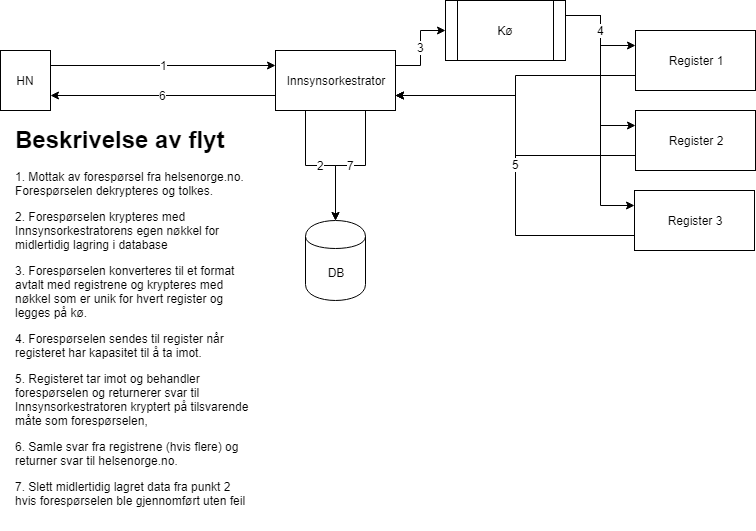 Kø
3
4
Register 1
HN
1
Innsynsorkestrator
6
Register 2
Beskrivelse av flyt
2
7
5
1. Mottak av forespørsel fra helsenorge.no.
Forespørselen dekrypteres og tolkes.
2. Forespørselen krypteres med
Innsynsorkestratorens egen nøkkel for
midlertidig lagring i database
Register 3
DB
3. Forespørselen konverteres til et format
avtalt med registrene og krypteres med
nøkkel som er unik for hvert register og
legges på kø.
4. Forespørselen sendes til register når
registeret har kapasitet til å ta imot.
5. Registeret tar imot og behandler
forespørselen og returnerer svar til
Innsynsorkestratoren kryptert på tilsvarende
måte som forespørselen,
6. Samle svar fra registrene (hvis flere) og
returner svar til helsenorge.no.
7. Slett midlertidig lagret data fra punkt 2
hvis forespørselen ble gjennomført uten feil